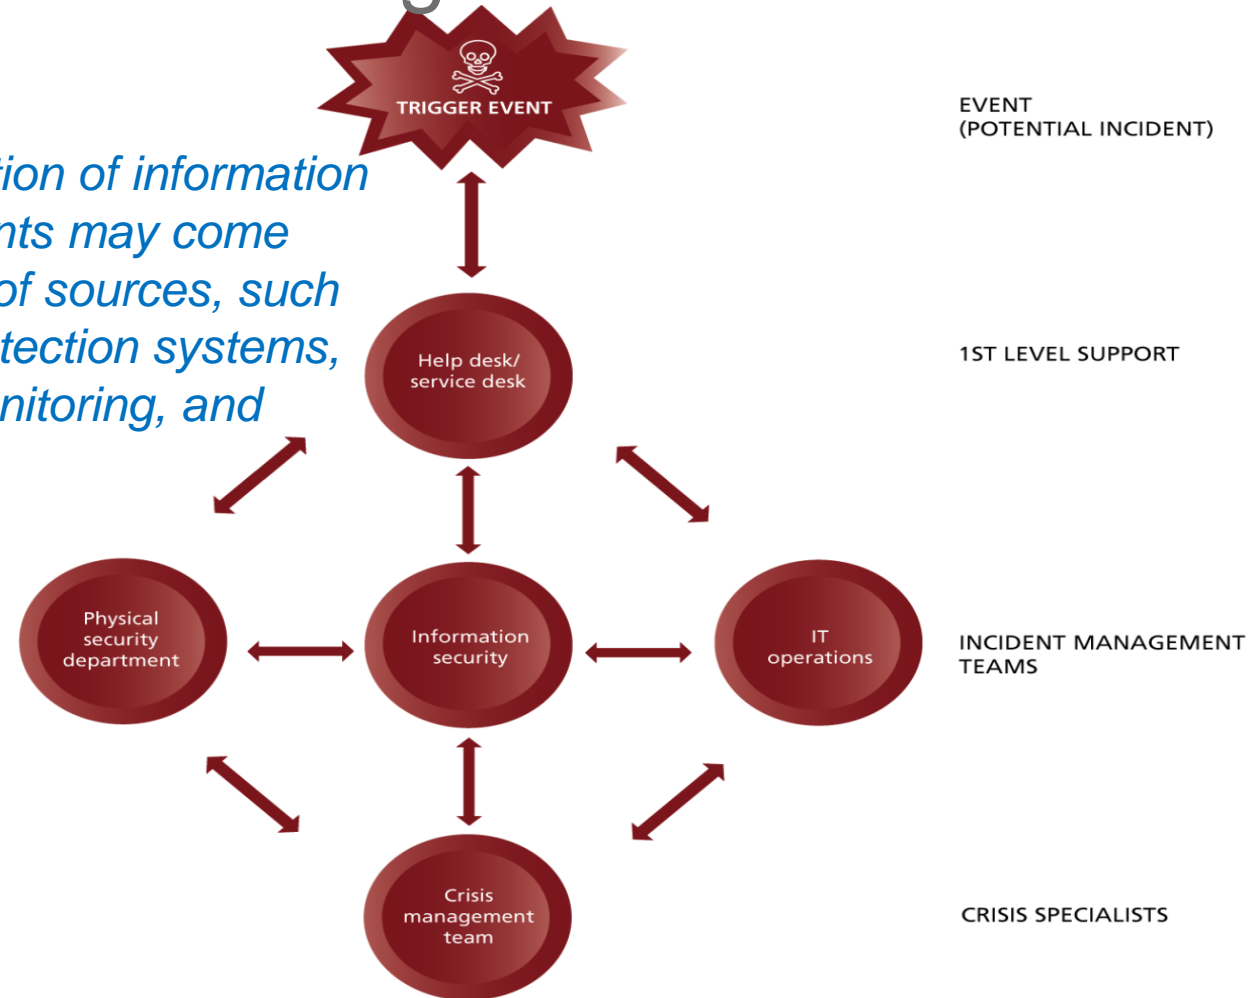 g
TRIGGER EVENT
EVENT
(POTENTIAL INCIDENT)
tion of information
nts may come
of sources, such
tection systems,
nitoring, and
Help desk/
service desk
1ST LEVEL SUPPORT
Physical
security
department
Information
security
IT
operations
INCIDENT MANAGEMENT
TEAMS
Crisis
management
team
CRISIS SPECIALISTS